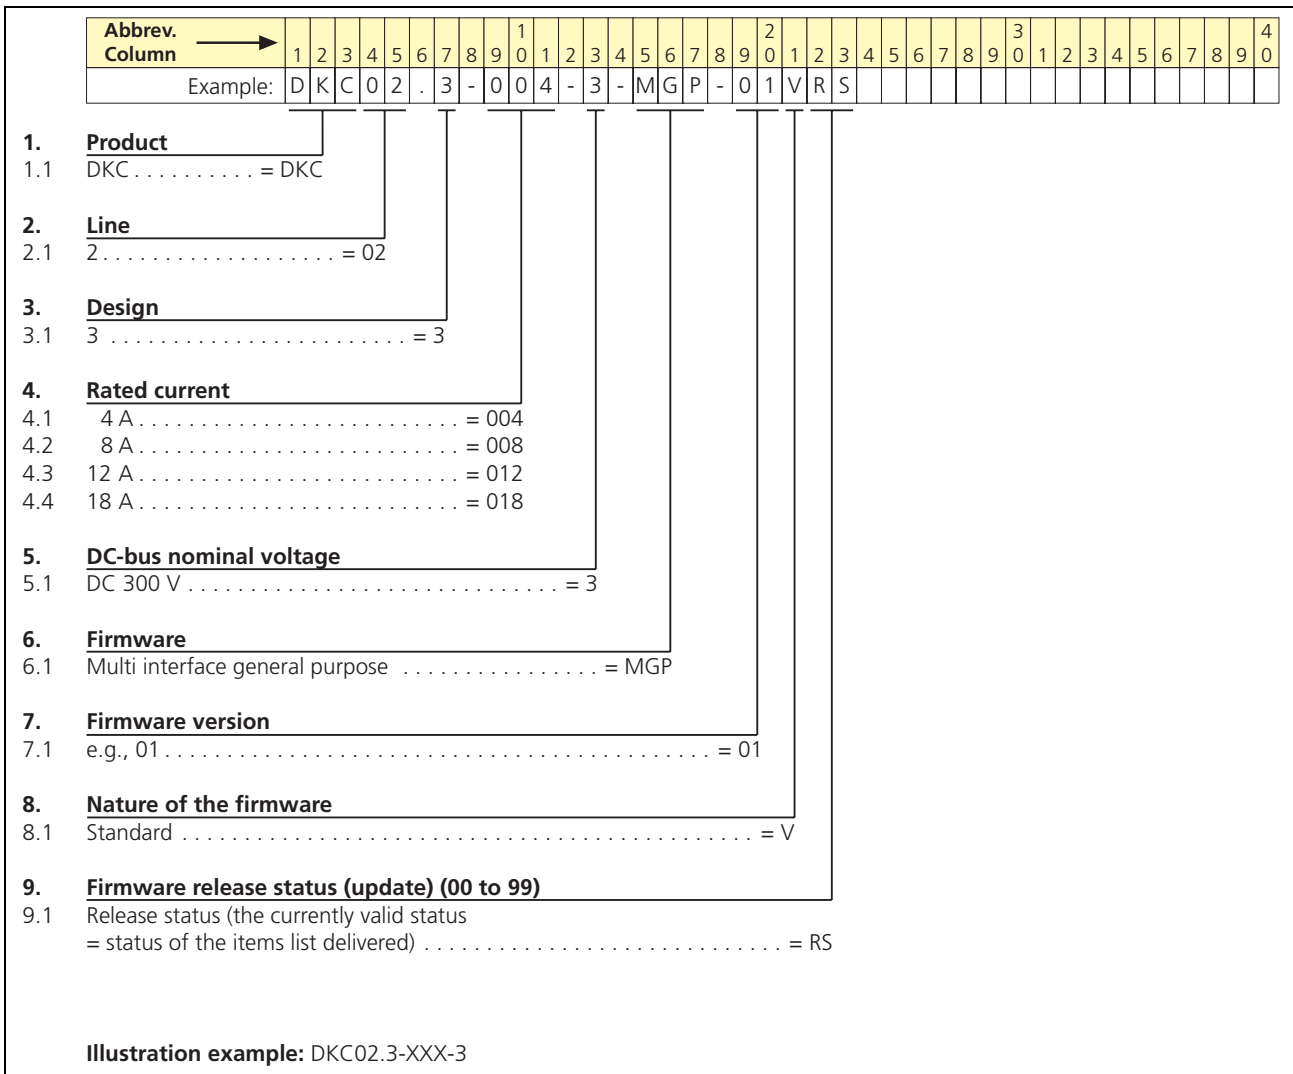 Abbrev. 1 2 3 4
Column 1 2 3 4 5 6 7 8 9 0 1 2 3 4 5 6 7 8 9 0 1 2 3 4 5 6 7 8 9 0 1 2 3 4 5 6 7 8 9 0
Example: D K C 0 2 . 3 - 0 0 4 - 3 - M G P - 0 1 V R S
1. Product
1.1 DKC . . . . . . . . . . = DKC
2. Line
2.1 2 . . . . . . . . . . . . . . . . . . . = 02
3. Design
3.1 3 . . . . . . . . . . . . . . . . . . . . . . . . = 3
4. Rated current
4.1 4 A . . . . . . . . . . . . . . . . . . . . . . . . . . = 004
4.2 8 A . . . . . . . . . . . . . . . . . . . . . . . . . . = 008
4.3 12 A . . . . . . . . . . . . . . . . . . . . . . . . . . = 012
4.4 18 A . . . . . . . . . . . . . . . . . . . . . . . . . . = 018
5. DC-bus nominal voltage
5.1 DC 300 V . . . . . . . . . . . . . . . . . . . . . . . . . . . . . . = 3
6. Firmware
6.1 Multi interface general purpose . . . . . . . . . . . . . . . . = MGP
7. Firmware version
7.1 e.g., 01 . . . . . . . . . . . . . . . . . . . . . . . . . . . . . . . . . . . . . . . . . . . . . = 01
8. Nature of the firmware
8.1 Standard . . . . . . . . . . . . . . . . . . . . . . . . . . . . . . . . . . . . . . . . . . . . . . . = V
9. Firmware release status (update) (00 to 99)
9.1 Release status (the currently valid status
= status of the items list delivered) . . . . . . . . . . . . . . . . . . . . . . . . . . . . . = RS
Illustration example: DKC02.3-XXX-3